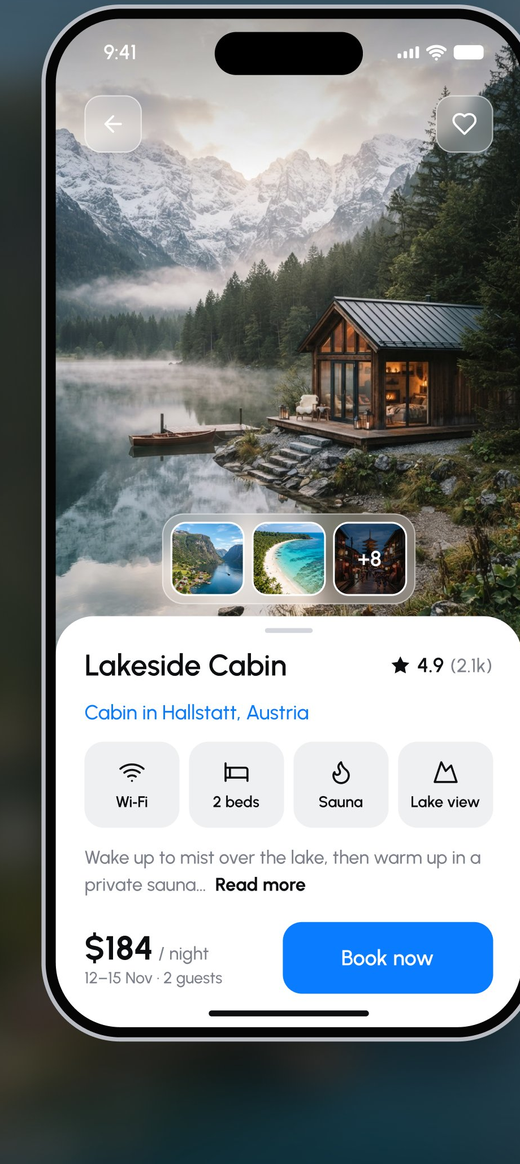 9:41
+8
Lakeside Cabin
4.9 (2.1k)
Cabin in Hallstatt, Austria
Wi-Fi
2 beds
Sauna
Lake view
Wake up to mist over the lake, then warm up in a
private sauna... Read more
$184 / night
12–15 Nov · 2 guests
Book now